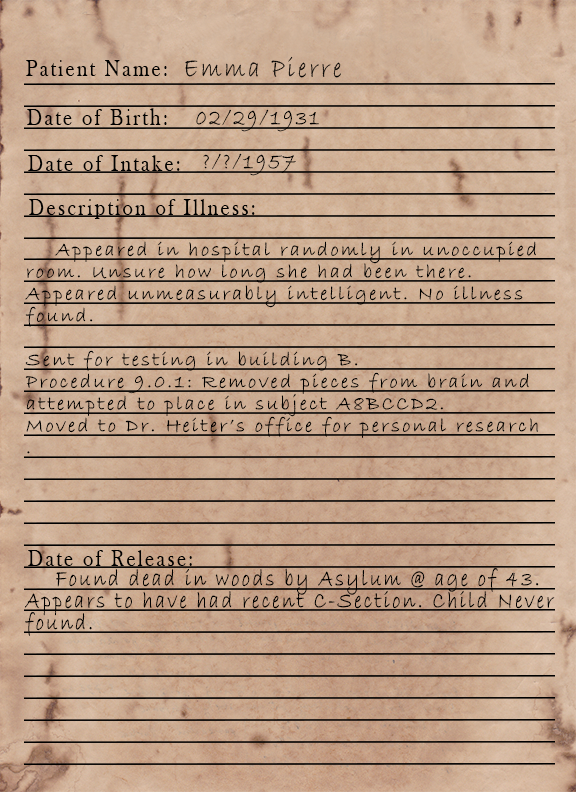 Patient Name: Emma Pierre
Date of Birth: 02/29/1931
Date of Intake: ?/?/1957
Description of Illness:
Appeared in hospital randomly in unoccupied
room. Unsure how long she had been there.
Appeared unmeasurably intelligent. No illness
found.
Sent for testing in building B.
Procedure 9.0.1: Removed pieces from brain and
attempted to place in subject A8BCCD2.
Moved to Dr. Heiter's office for personal research
.
Date of Release:
Found dead in woods by Asylum @ age of 43.
Appears to have had recent C-Section. Child Never
found.